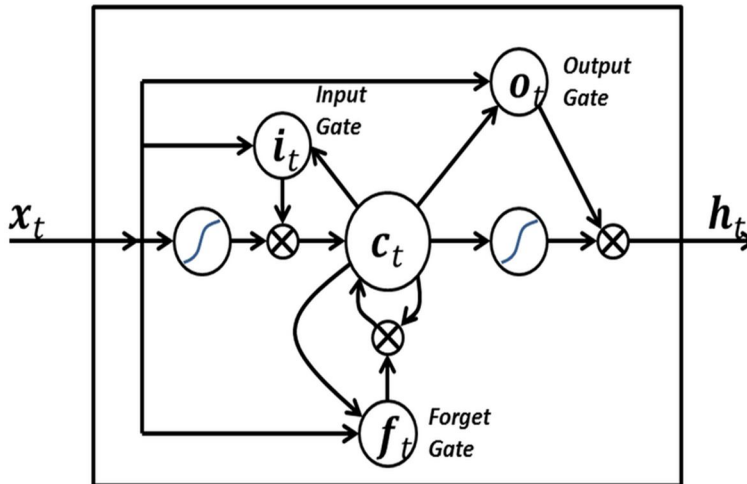 Output
Gate
o_t
Input
Gate
i_t
x_t
c_t
h_t
f_t
Forget
Gate